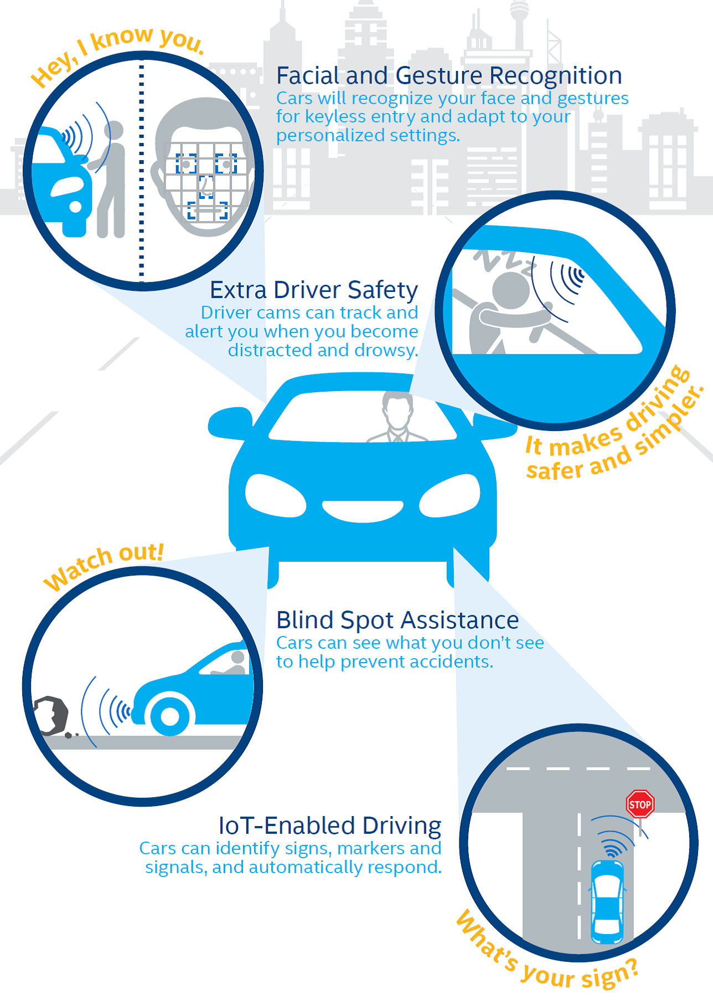 Hey, I know you.
Facial and Gesture Recognition
Cars will recognize your face and gestures
for keyless entry and adapt to your
personalized settings.
ZZZ
Extra Driver Safety
Driver cams can track and
alert you when you become
distracted and drowsy.
It makes driving
safer and simpler.
Watch out!
Blind Spot Assistance
Cars can see what you don’t see
to help prevent accidents.
STOP
IoT-Enabled Driving
Cars can identify signs, markers and
signals, and automatically respond.
What’s your sign?